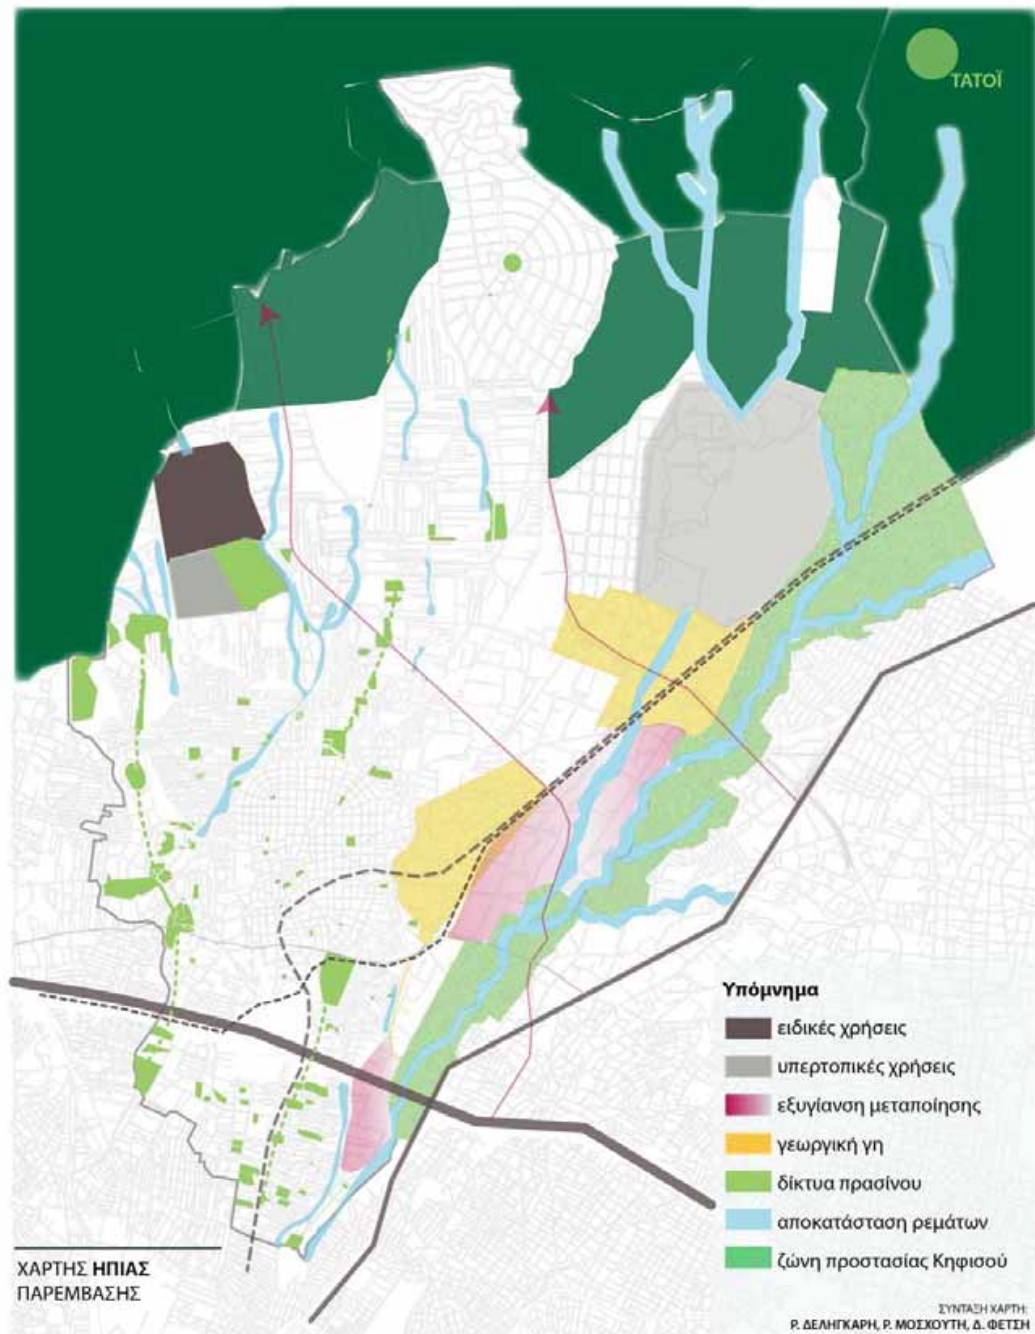 ΤΑΤΟΪ
Υπόμνημα
ειδικές χρήσεις
υπερτοπικές χρήσεις
εξυγίανση μεταποίησης
γεωργική γη
δίκτυα πρασίνου
αποκατάσταση ρεμάτων
ζώνη προστασίας Κηφισού
ΧΑΡΤΗΣ ΗΠΙΑΣ
ΠΑΡΕΜΒΑΣΗΣ
ΣΥΝΤΑΞΗ ΧΑΡΤΗ:
Ρ. ΔΕΛΗΓΚΑΡΗ, Ρ. ΜΟΣΧΟΥΤΗ, Δ. ΦΕΤΣΗ